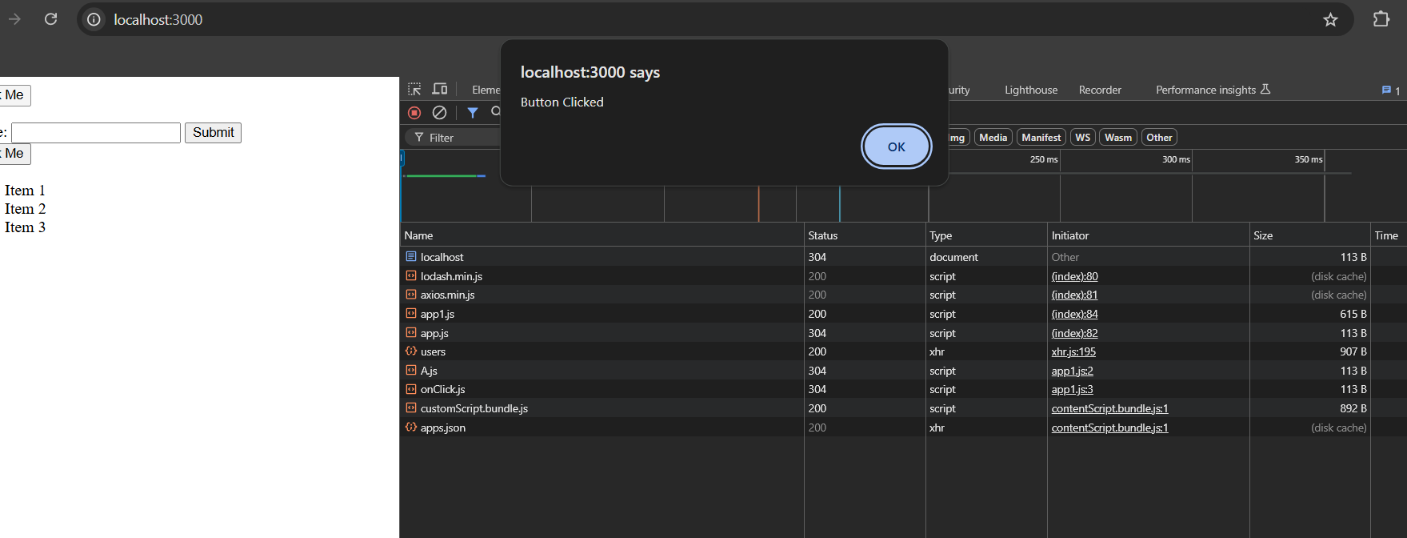 localhost:3000
localhost:3000 says
Button Clicked
OK
Me
e: Submit
Me
Item 1
Item 2
Item 3
Eleme urity Lighthouse Recorder Performance insights 1
Filter mg Media Manifest WS Wasm Other
250 ms 300 ms 350 ms
Name Status Type Initiator Size Time
localhost 304 document Other 113 B
lodash.min.js 200 script (index):80 (disk cache)
axios.min.js 200 script (index):81 (disk cache)
app1.js 200 script (index):84 615 B
app.js 304 script (index):82 113 B
users 200 xhr xhr.js:195 907 B
A.js 304 script app1.js:2 113 B
onClick.js 304 script app1.js:3 113 B
customScript.bundle.js 200 script contentScript.bundle.js:1 892 B
apps.json 200 xhr contentScript.bundle.js:1 (disk cache)